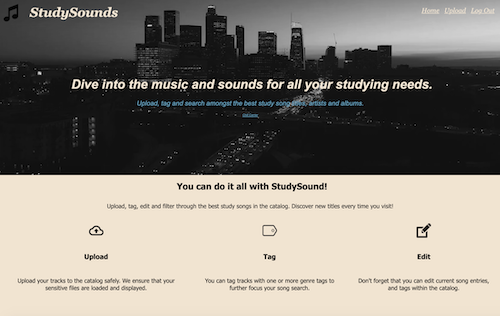 StudySounds
Home Upload Log Out
Dive into the music and sounds for all your studying needs.
Upload, tag and search amongst the best study song titles, artists and albums.
You can do it all with StudySound!
Upload, tag, edit and filter through the best study songs in the catalog. Discover new titles every time you visit!
Upload
Tag
Edit
Upload your tracks to the catalog safely. We ensure that your
sensitive files are loaded and displayed.
You can tag tracks with one or more genre tags to
further focus your song search.
Don't forget that you can edit current song entries,
and tags within the catalog.